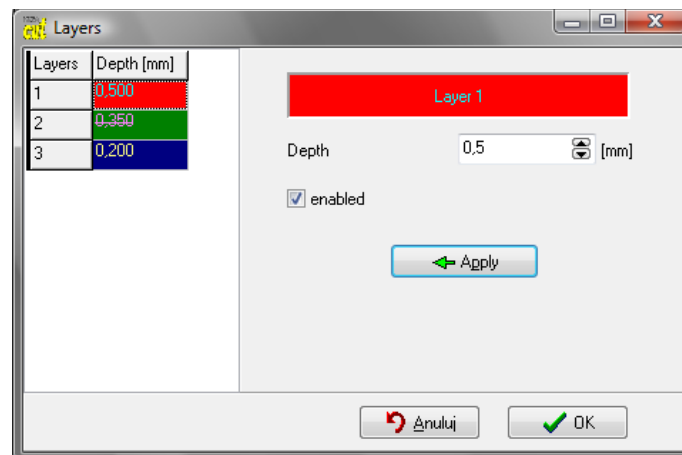 Layers
Layers Depth [mm]
1 0,500
2 0,350
3 0,200
Layer 1
Depth 0,5 [mm]
enabled
Apply
Anuluj OK